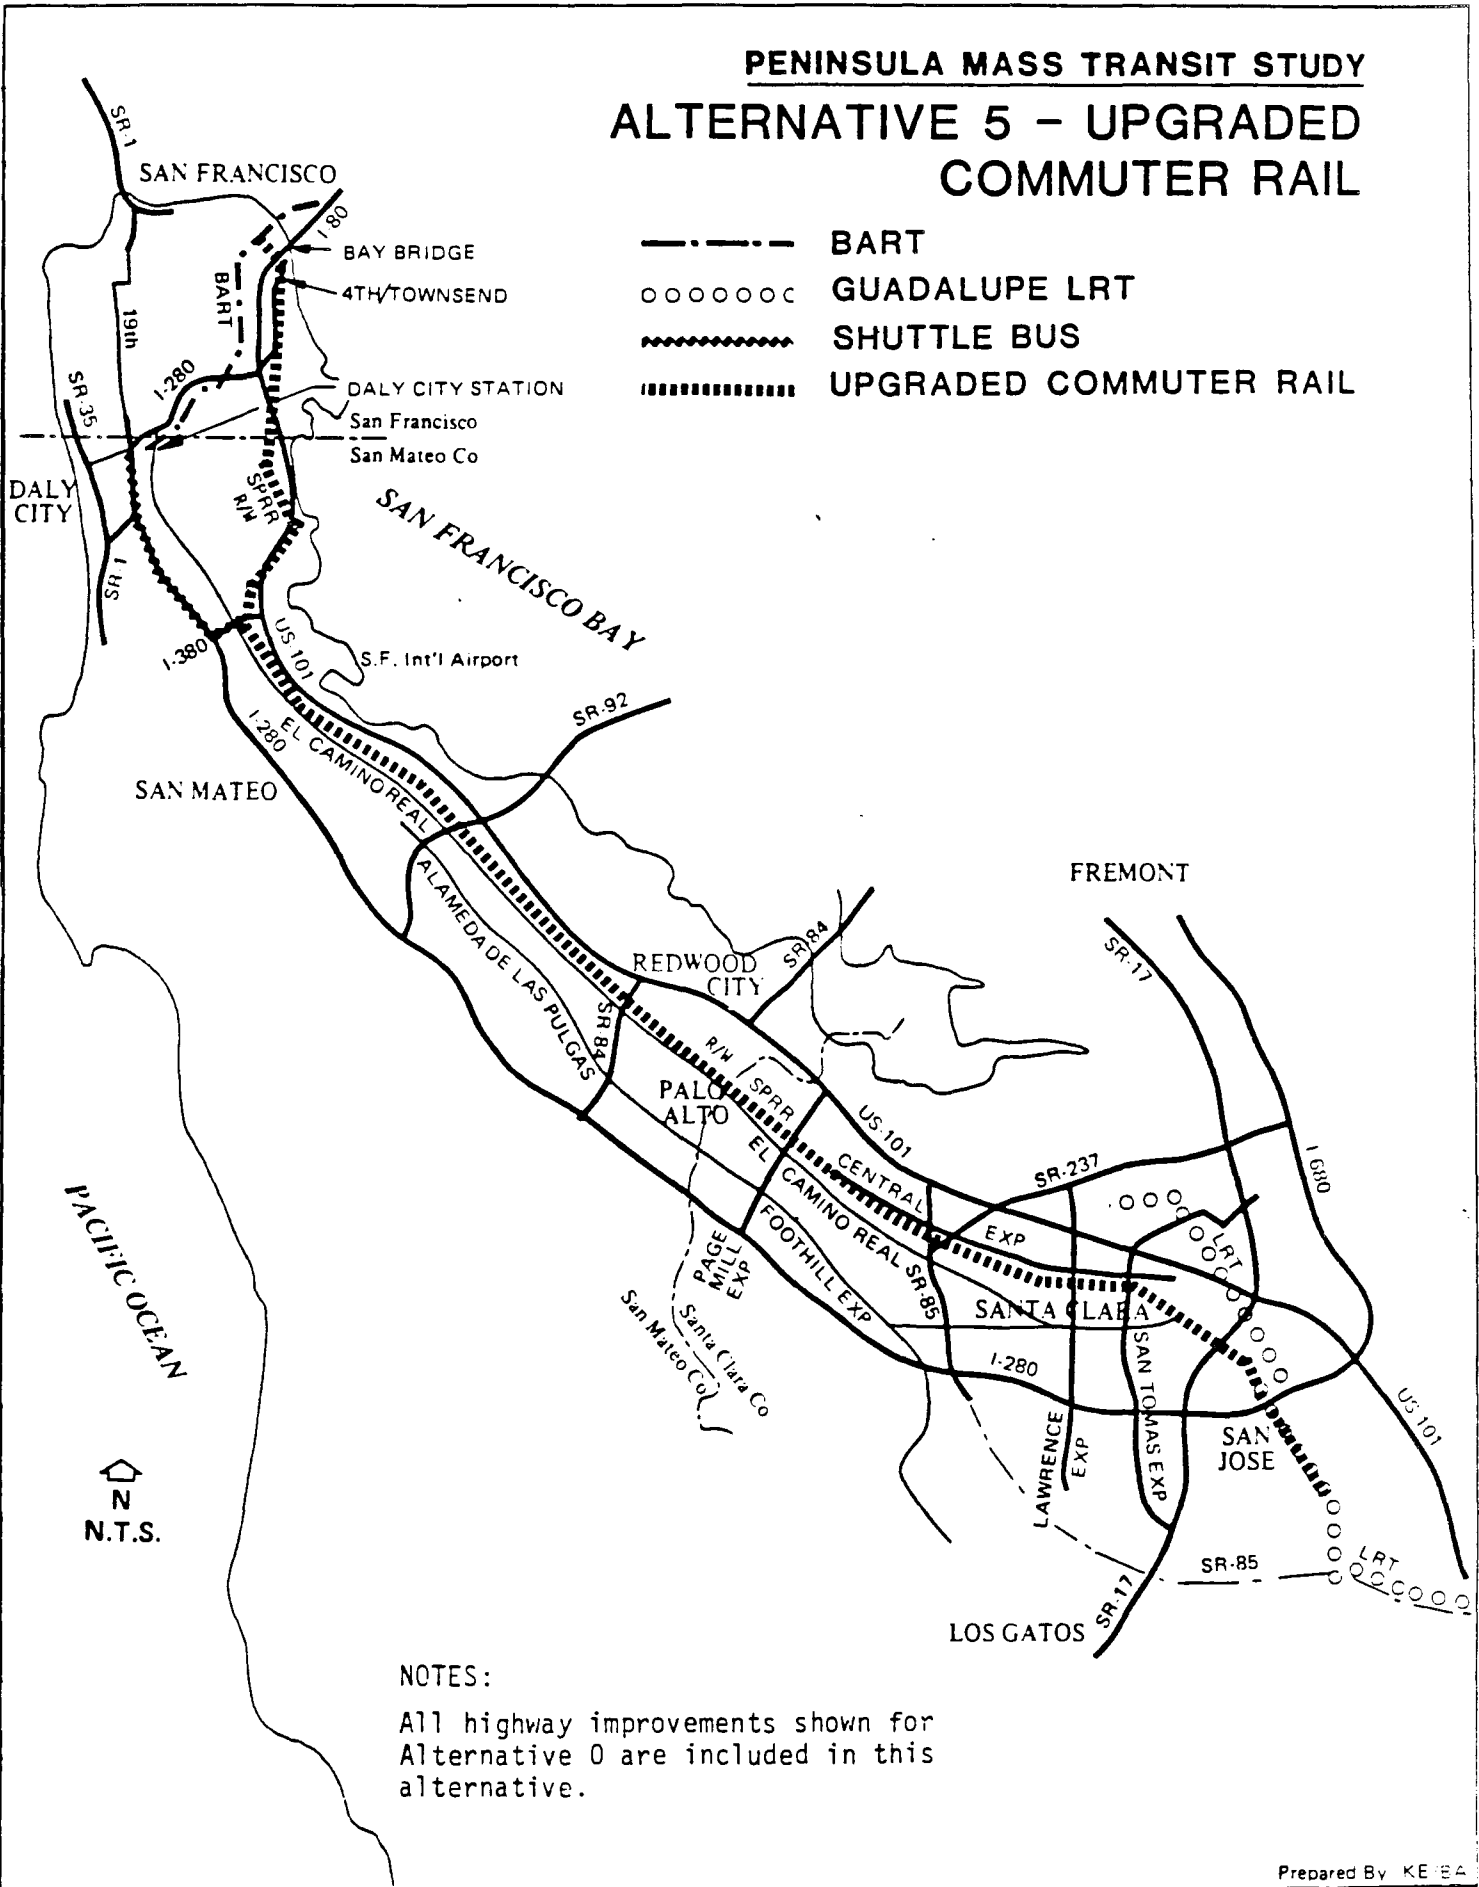 PENINSULA MASS TRANSIT STUDY
ALTERNATIVE 5 - UPGRADED
COMMUTER RAIL
BART
GUADALUPE LRT
SHUTTLE BUS
UPGRADED COMMUTER RAIL
SR-1
SAN FRANCISCO
I-80
BAY BRIDGE
BART
4TH/TOWNSEND
19th
I-280
SR-35
DALY CITY STATION
San Francisco
San Mateo Co
DALY
CITY
SPRR
R/W
SAN FRANCISCO BAY
SR-1
I-380
US-101
S.F. Int'l Airport
I-280
EL CAMINO REAL
SR-92
SAN MATEO
ALAMEDA DE LAS PULGAS
FREMONT
REDWOOD
CITY
SR-84
SR-17
SR-84
R/W
SPRR
PALO
ALTO
US-101
EL CAMINO REAL
CENTRAL
EXP
SR-237
I 680
PAGE
MILL
EXP
FOOTHILL EXP
SR-85
LRT
SANTA CLARA
San Mateo Co
Santa Clara Co
I-280
SAN TOMAS EXP
LAWRENCE
EXP
SAN
JOSE
US-101
PACIFIC OCEAN
N
N.T.S.
SR-85
LRT
SR-17
LOS GATOS
NOTES:
All highway improvements shown for
Alternative 0 are included in this
alternative.
Prepared By KE